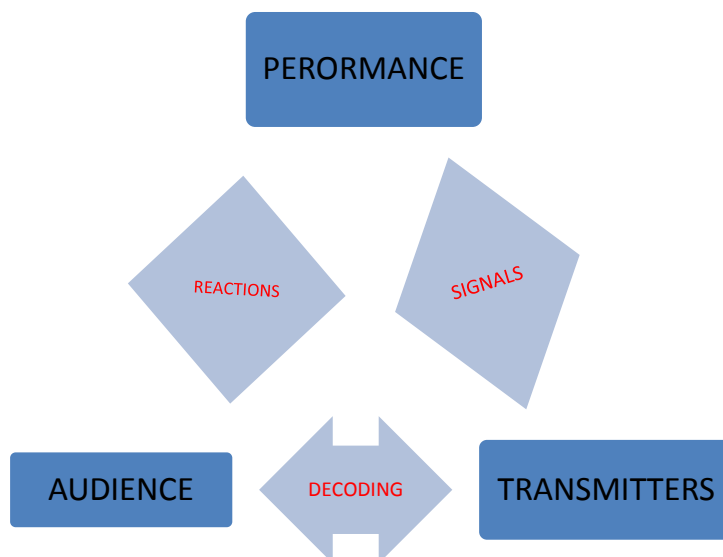 PERORMANCE
REACTIONS
SIGNALS
AUDIENCE
DECODING
TRANSMITTERS